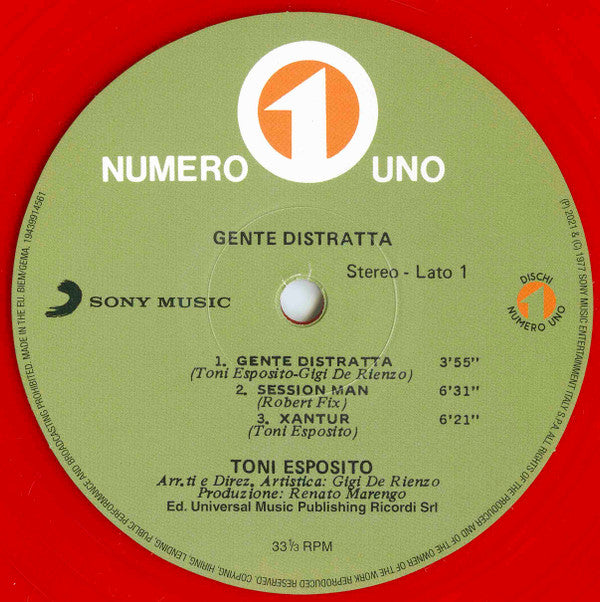 1
NUMERO UNO
GENTE DISTRATTA
Stereo - Lato 1
SONY MUSIC
DISCHI
1
NUMERO UNO
1. GENTE DISTRATTA 3'55''
(Toni Esposito-Gigi De Rienzo)
2. SESSION MAN 6'31''
(Robert Fix)
3. XANTUR 6'21''
(Toni Esposito)
TONI ESPOSITO
Arr.ti e Direz. Artistica: Gigi De Rienzo
Produzione: Renato Marengo
Ed. Universal Music Publishing Ricordi Srl
33⅓ RPM
(P) 2021 & (C) 1977 SONY MUSIC ENTERTAINMENT ITALY S.P.A. ALL RIGHTS OF THE PRODUCER AND OF THE OWNER OF THE WORK REPRODUCED RESERVED. COPYING, HIRING, LENDING, PUBLIC PERFORMANCE AND BROADCASTING PROHIBITED. MADE IN THE EU. BIEM/GEMA. 19439914561